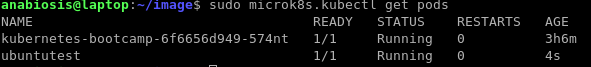 anabiosis@laptop:~/image$ sudo microk8s.kubectl get pods
NAME READY STATUS RESTARTS AGE
kubernetes-bootcamp-6f6656d949-574nt 1/1 Running 0 3h6m
ubuntutest 1/1 Running 0 4s